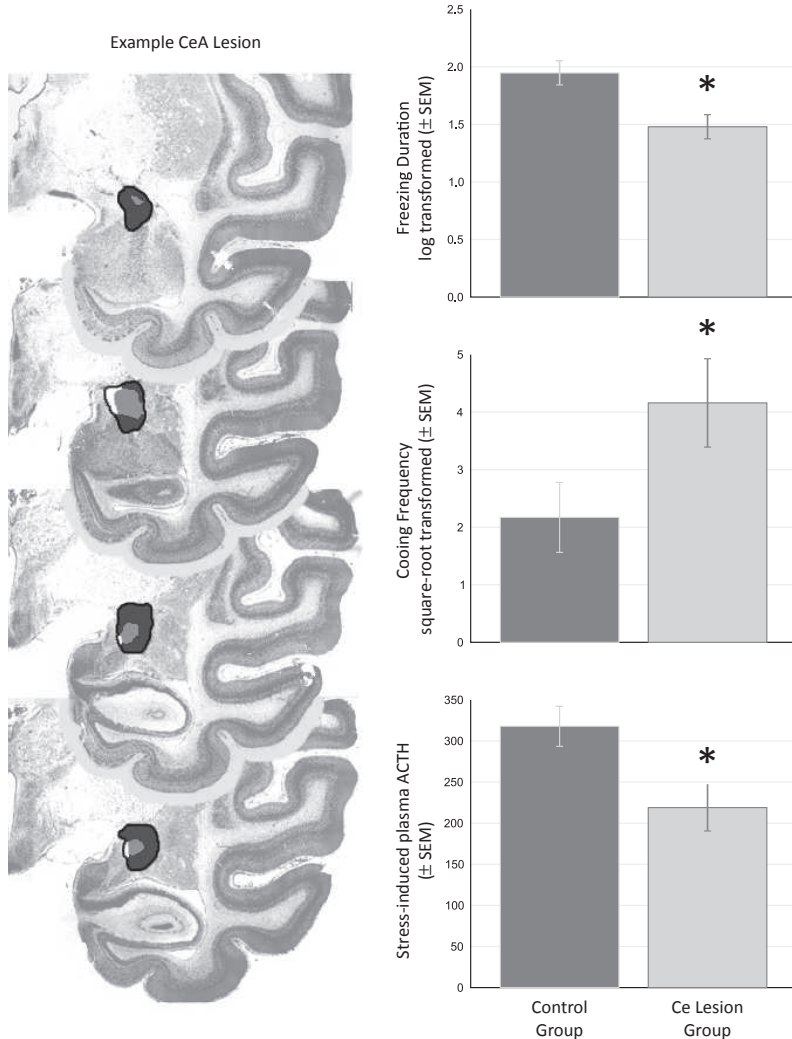 Example CeA Lesion
Freezing Duration
log transformed (± SEM)
2.5
2.0
1.5
1.0
0.5
0.0
*
Cooing Frequency
square-root transformed (± SEM)
5
4
3
2
1
0
*
Stress-induced plasma ACTH
(± SEM)
350
300
250
200
150
100
50
0
*
Control
Group
Ce Lesion
Group